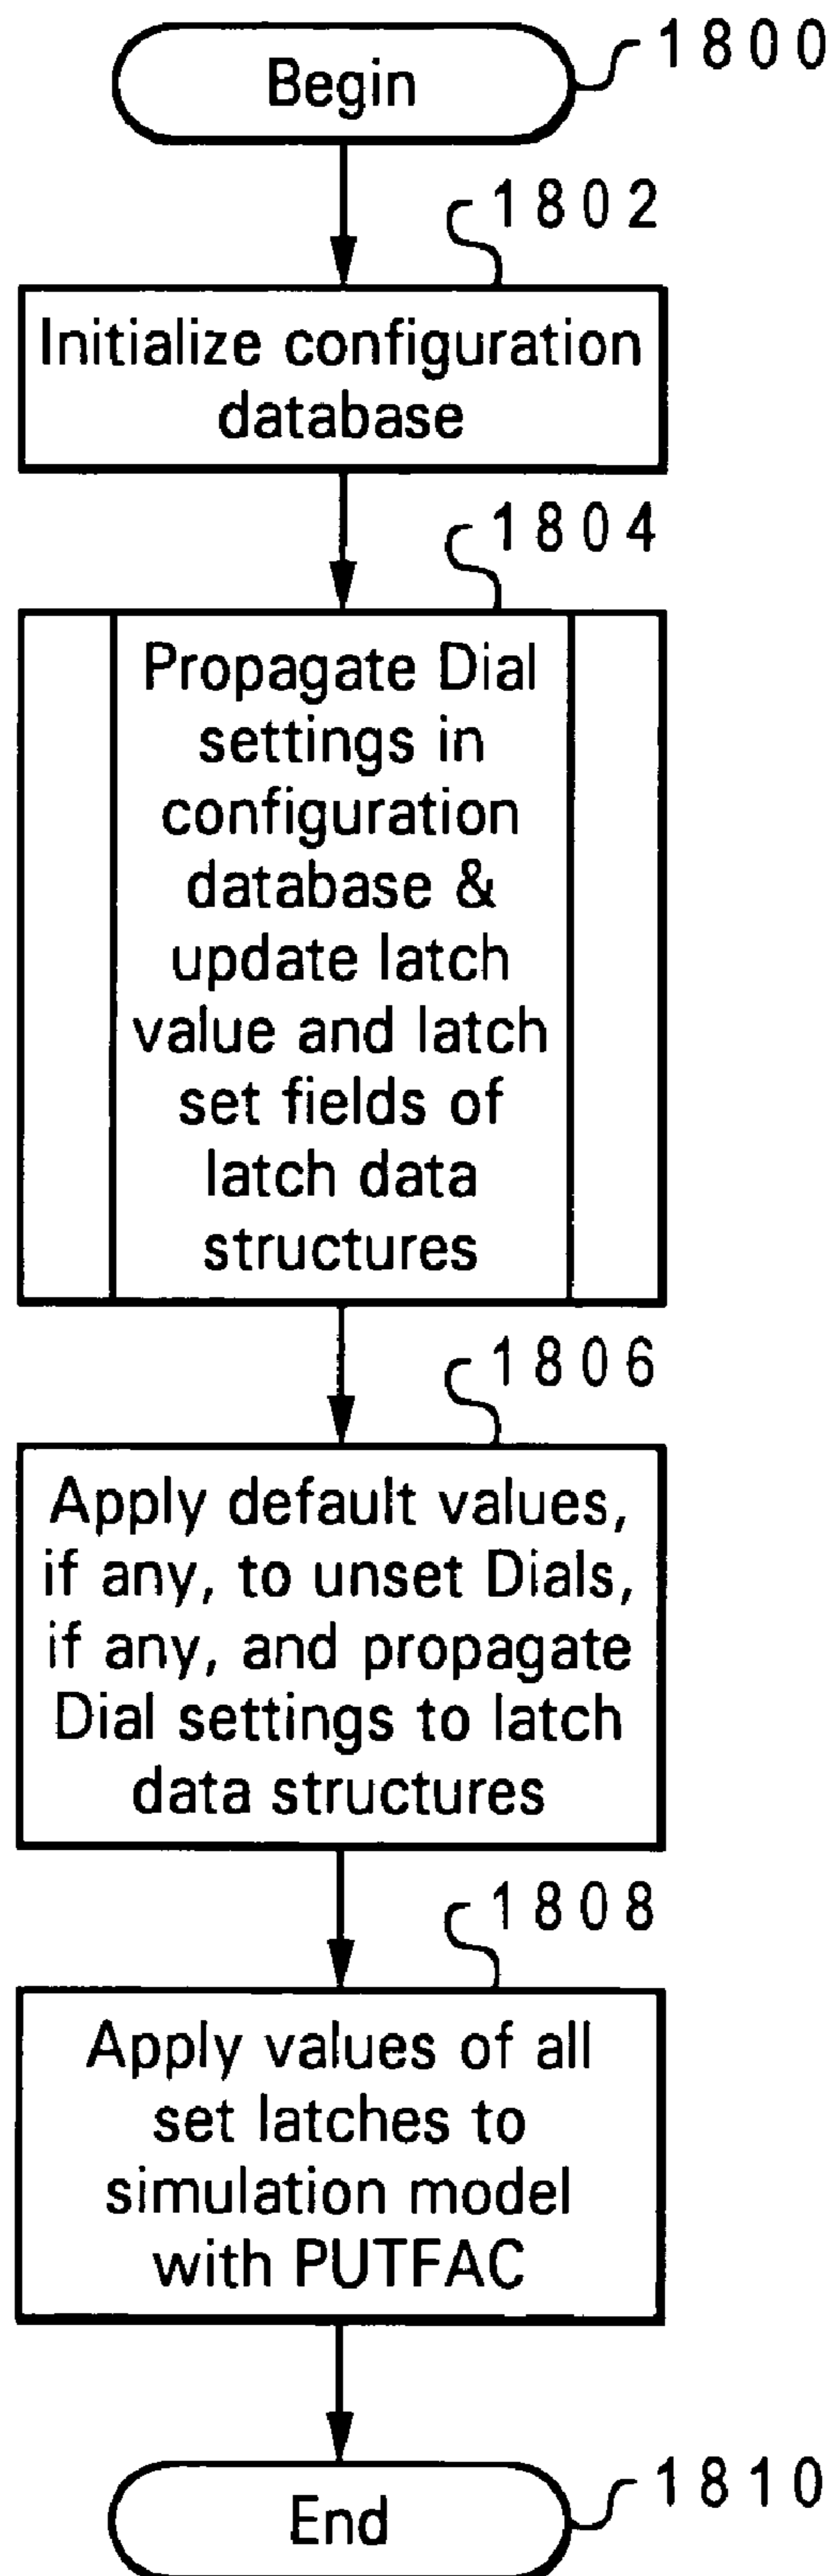 Begin
1800
1802
Initialize configuration
database
1804
Propagate Dial
settings in
configuration
database &
update latch
value and latch
set fields of
latch data
structures
1806
Apply default values,
if any, to unset Dials,
if any, and propagate
Dial settings to latch
data structures
1808
Apply values of all
set latches to
simulation model
with PUTFAC
End
1810